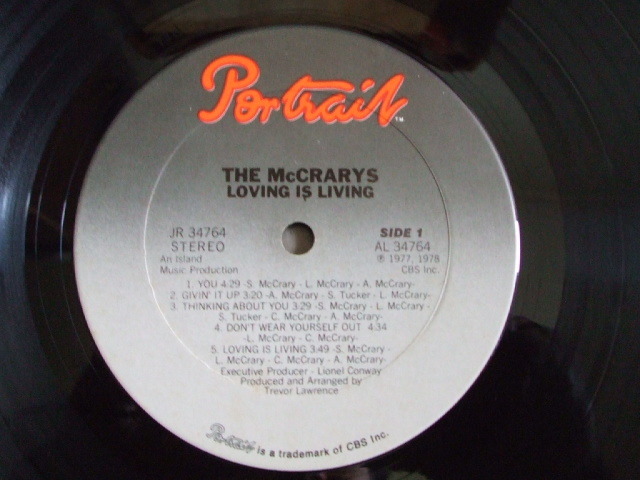 Portrait™
THE McCRARYS
LOVING IS LIVING
JR 34764
STEREO
SIDE 1
AL 34764
An Island
Music Production
℗ 1977, 1978
CBS Inc.
1. YOU 4:29 -S. McCrary - L. McCrary - A. McCrary-
2. GIVIN' IT UP 3:20 -A. McCrary - S. Tucker - L. McCrary-
3. THINKING ABOUT YOU 3:29 -S. McCrary - L. McCrary -
S. Tucker - C. McCrary - A. McCrary-
4. DON'T WEAR YOURSELF OUT 4:34
-L. McCrary - C. McCrary-
5. LOVING IS LIVING 3:49 -S. McCrary -
L. McCrary - C. McCrary - A. McCrary-
Executive Producer - Lionel Conway
Produced and Arranged by
Trevor Lawrence
Portrait is a trademark of CBS Inc.